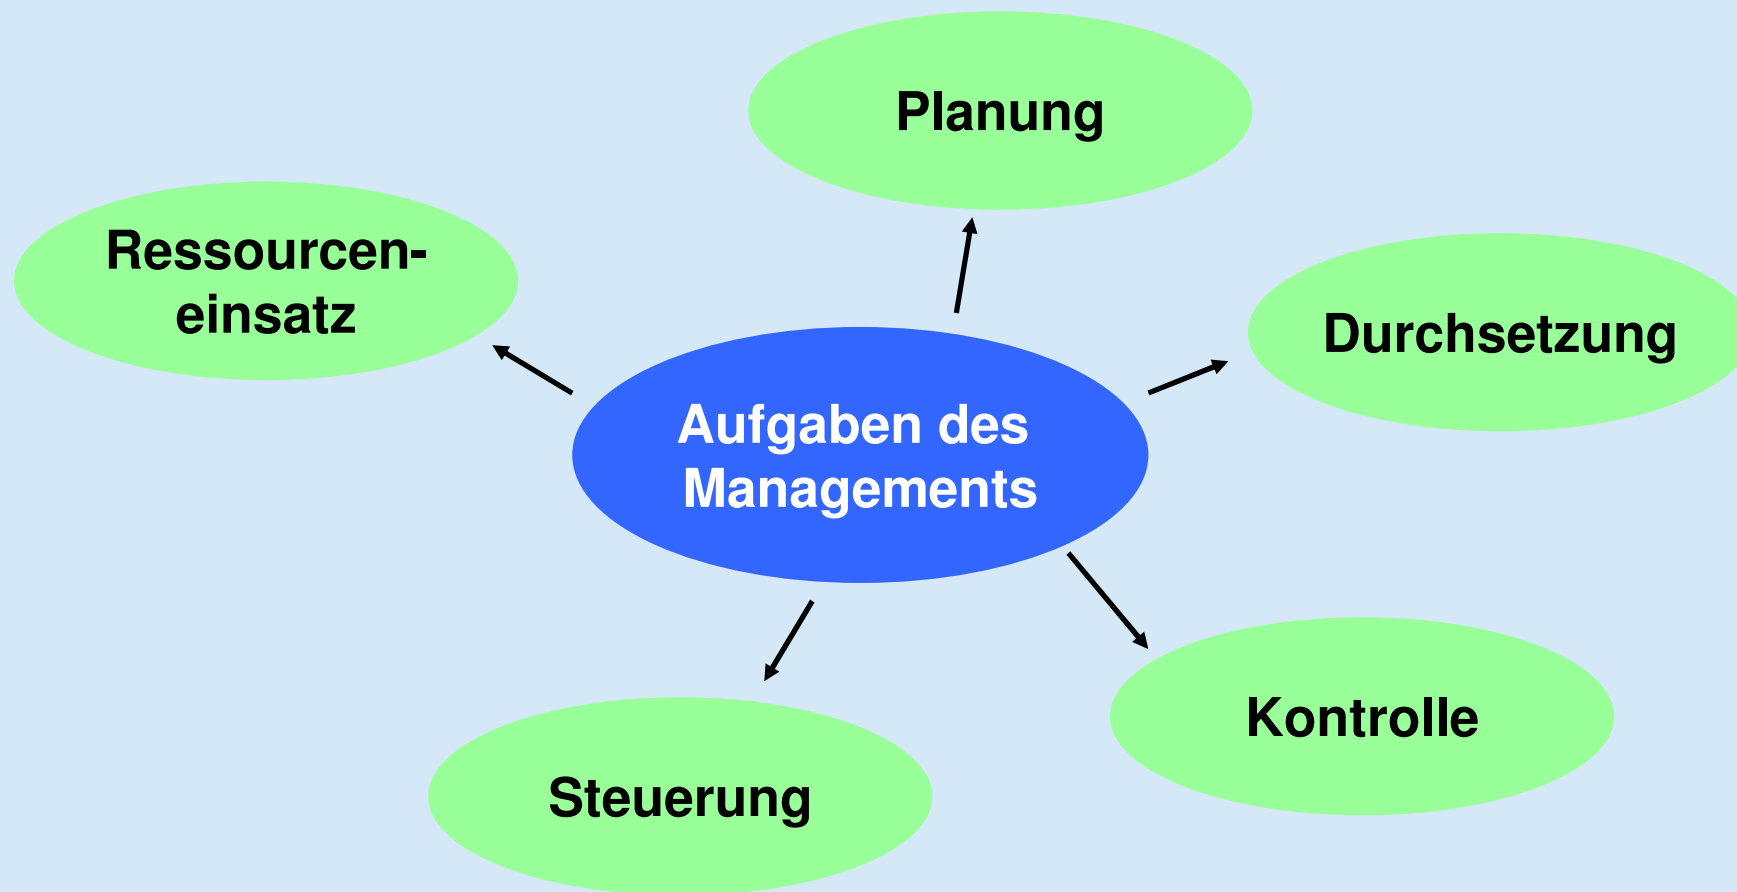 Planung
Ressourcen-
einsatz
Durchsetzung
Aufgaben des
Managements
Kontrolle
Steuerung